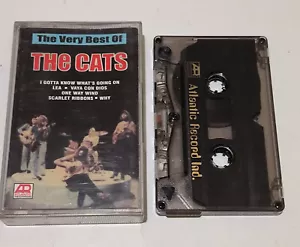 The Very Best Of
THE CATS
I GOTTA KNOW WHAT'S GOING ON
LEA • VAYA CON DIOS
ONE WAY WIND
SCARLET RIBBONS • WHY
Atlantic Record Ind.